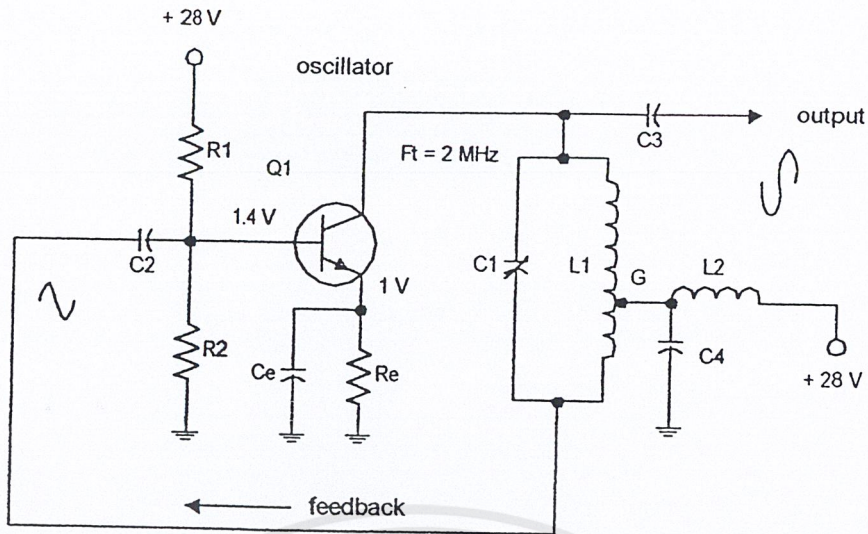 + 28 V
oscillator
output
C3
R1
Ft = 2 MHz
Q1
1.4 V
C2
C1
L1
G
L2
1 V
R2
Ce
Re
C4
+ 28 V
feedback